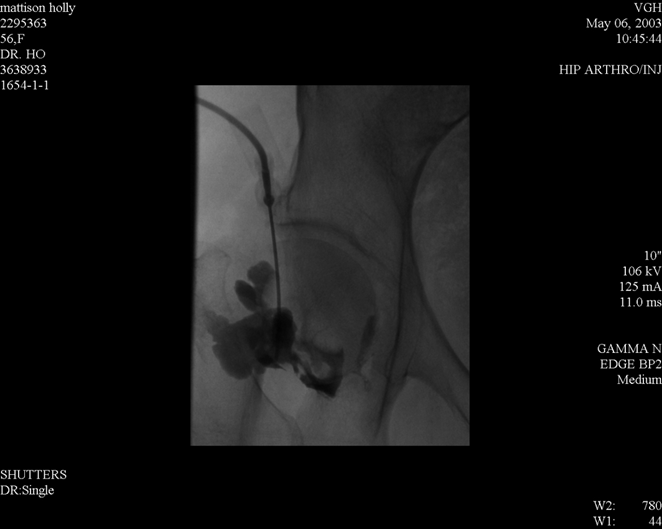 mattison holly
2295363
56,F
DR. HO
3638933
1654-1-1
VGH
May 06, 2003
10:45:44
HIP ARTHRO/INJ
10"
106 kV
125 mA
11.0 ms
GAMMA N
EDGE BP2
Medium
SHUTTERS
DR:Single
W2: 780
W1: 44